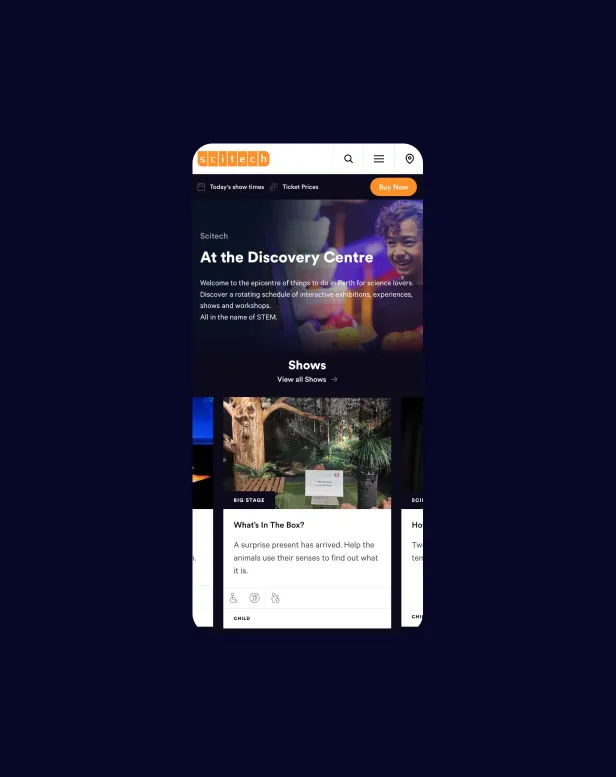 scitech
Today's show times
Ticket Prices
Buy Now
Scitech
At the Discovery Centre
Welcome to the epicentre of things to do in Perth for science lovers.
Discover a rotating schedule of interactive exhibitions, experiences,
shows and workshops.
All in the name of STEM.
Shows
View all Shows →
BIG STAGE
What's In The Box?
A surprise present has arrived. Help the
animals use their senses to find out what
it is.
CHILD